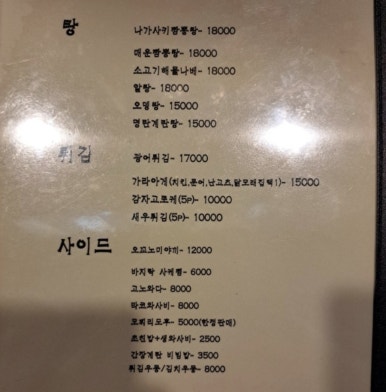 탕
나가사키짬뽕탕- 18000
매운짬뽕탕- 18000
소고기해물나베- 18000
알탕- 18000
오뎅탕- 15000
명란계란탕- 15000
튀김
광어튀김- 17000
가라아게(치킨,문어,난고츠,닭모래집택1)- 15000
감자고로케(5p)- 10000
새우튀김(5p)- 10000
사이드
오꼬노미야끼- 12000
바지락 사케찜- 6000
고노와다- 8000
타코와사비- 8000
모찌리도후- 5000(한정판매)
초린밥+생와사비- 2500
간장계란 비빔밥- 3500
튀김우동/김치우동- 8000